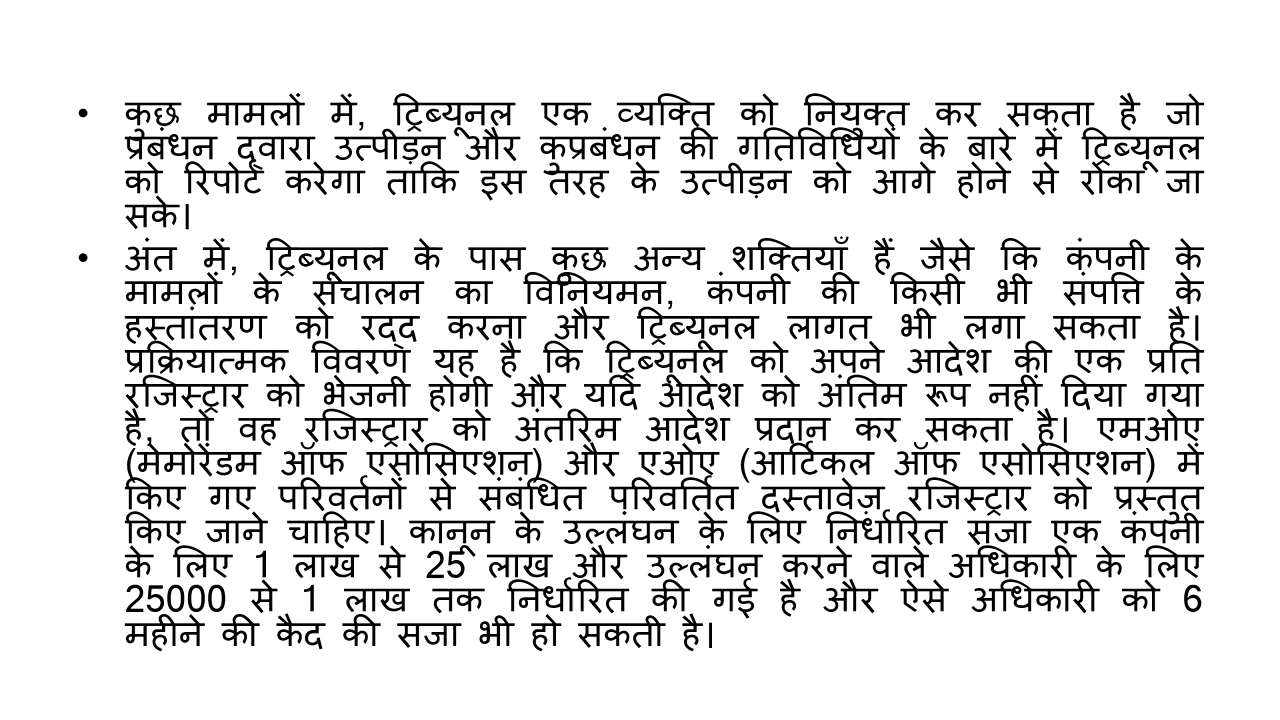 • कुछ मामलों में, ट्रिब्यूनल एक व्यक्ति को नियुक्त कर सकता है जो
प्रबंधन द्वारा उत्पीड़न और कुप्रबंधन की गतिविधियों के बारे में ट्रिब्यूनल
को रिपोर्ट करेगा ताकि इस तरह के उत्पीड़न को आगे होने से रोका जा
सके।
• अंत में, ट्रिब्यूनल के पास कुछ अन्य शक्तियाँ हैं जैसे कि कंपनी के
मामलों के संचालन का विनियमन, कंपनी की किसी भी संपत्ति के
हस्तांतरण को रद्द करना और ट्रिब्यूनल लागत भी लगा सकता है।
प्रक्रियात्मक विवरण यह है कि ट्रिब्यूनल को अपने आदेश की एक प्रति
रजिस्ट्रार को भेजनी होगी और यदि आदेश को अंतिम रूप नहीं दिया गया
है, तो वह रजिस्ट्रार को अंतरिम आदेश प्रदान कर सकता है। एमओए
(मेमोरेंडम ऑफ एसोसिएशन) और एओए (आर्टिकल ऑफ एसोसिएशन) में
किए गए परिवर्तनों से संबंधित परिवर्तित दस्तावेज़ रजिस्ट्रार को प्रस्तुत
किए जाने चाहिए। कानून के उल्लंघन के लिए निर्धारित सजा एक कंपनी
के लिए 1 लाख से 25 लाख और उल्लंघन करने वाले अधिकारी के लिए
25000 से 1 लाख तक निर्धारित की गई है और ऐसे अधिकारी को 6
महीने की कैद की सजा भी हो सकती है।